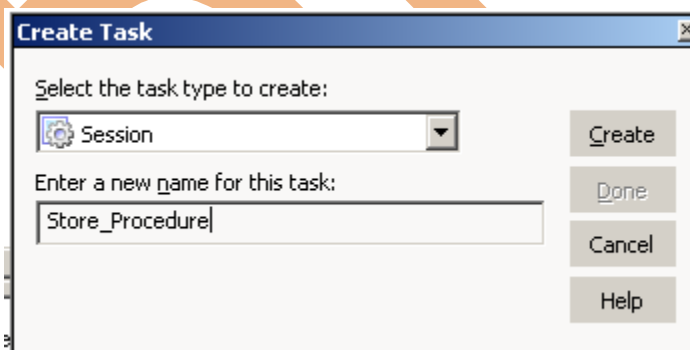 Create Task
Select the task type to create:
Session
Create
Enter a new name for this task:
Done
Store_Procedure
Cancel
Help